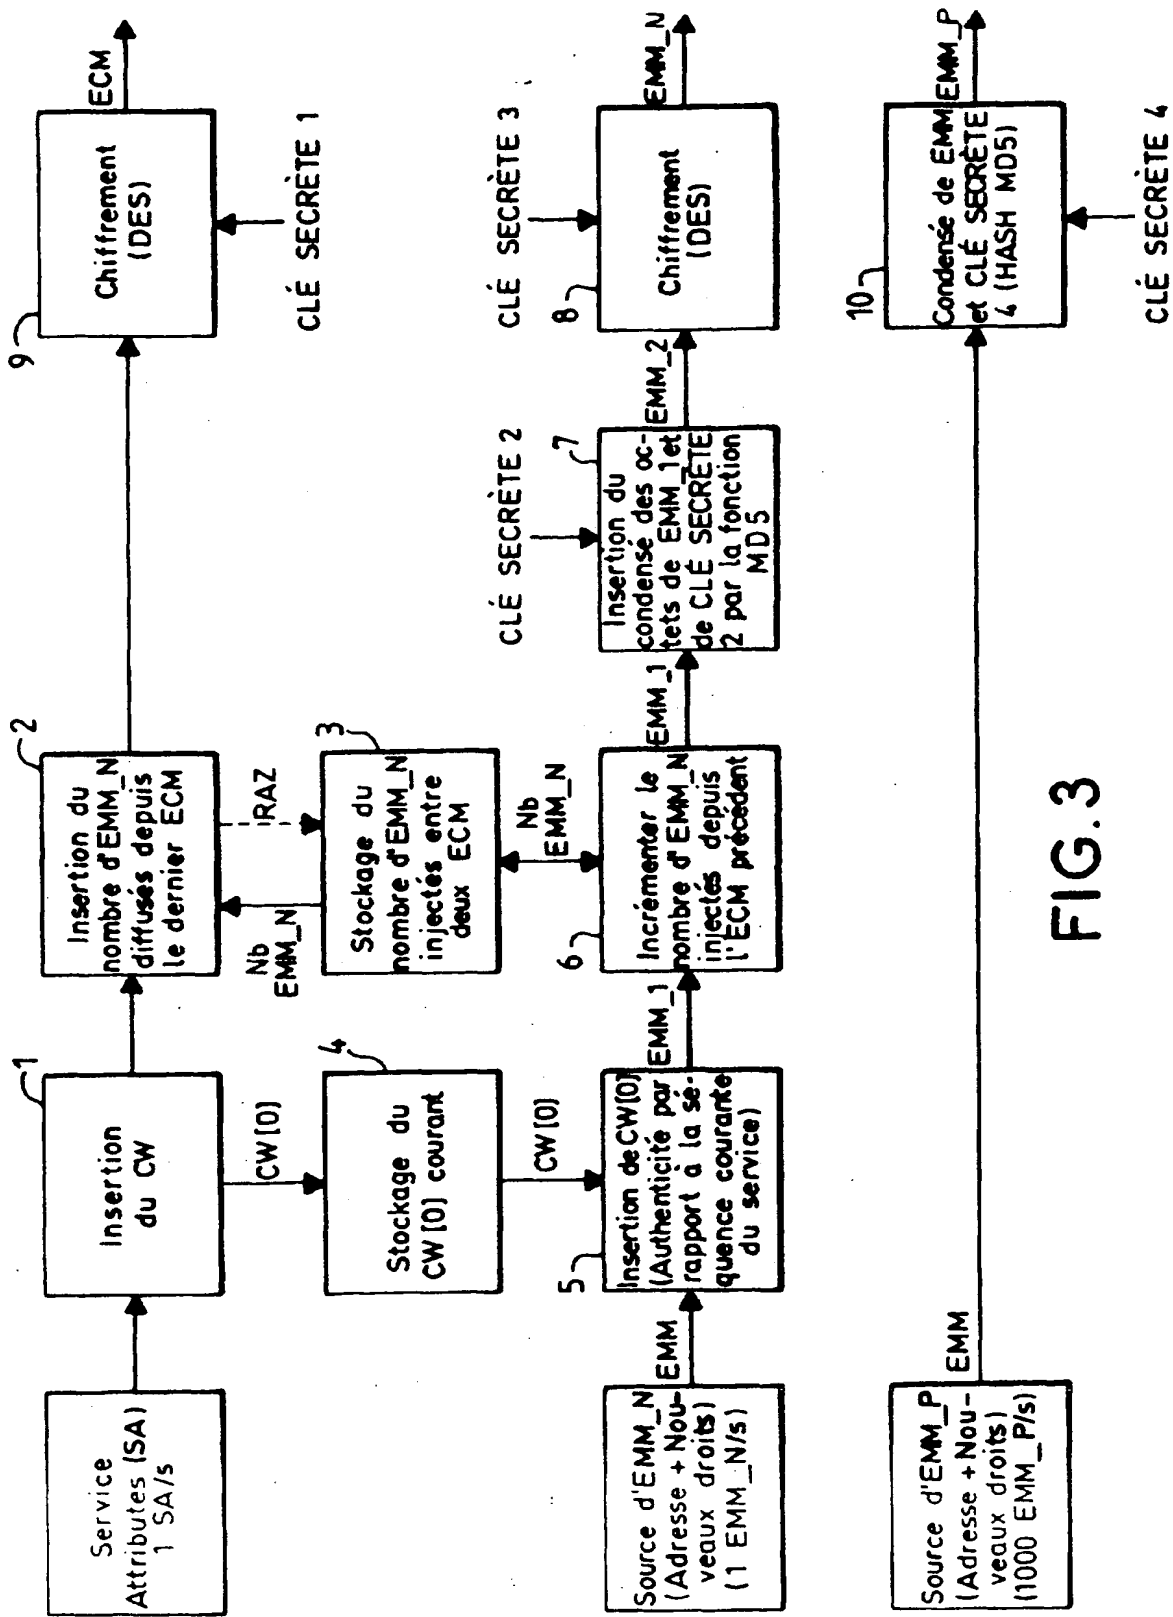 Service
Attributes (SA)
1 SA/s
1
Insertion
du CW
2
Insertion du
nombre d'EMM_N
diffusés depuis
le dernier ECM
9
Chiffrement
(DES)
ECM
CLÉ SECRÈTE 1
CW[0]
Nb
EMM_N
RAZ
4
Stockage du
CW[0] courant
3
Stockage du
nombre d'EMM_N
injectés entre
deux ECM
CW[0]
Nb
EMM_N
CLÉ SECRÈTE 2
CLÉ SECRÈTE 3
Source d'EMM_N
(Adresse + Nou-
veaux droits)
(1 EMM_N/s)
EMM
5
Insertion de CW[0]
(Authenticité par
rapport à la sé-
quence courante
du service)
EMM_1
6
Incrémenter le
nombre d'EMM_N
injectés depuis
l'ECM précédent
EMM_1
7
Insertion du
condensé des oc-
tets de EMM_1 et
de CLÉ SECRÈTE
2 par la fonction
MD5
EMM_2
8
Chiffrement
(DES)
EMM_N
Source d'EMM_P
(Adresse + Nou-
veaux droits)
(1000 EMM_P/s)
EMM
10
Condensé de EMM
et CLÉ SECRÈTE
4 (HASH MD5)
EMM_P
CLÉ SECRÈTE 4
FIG.3